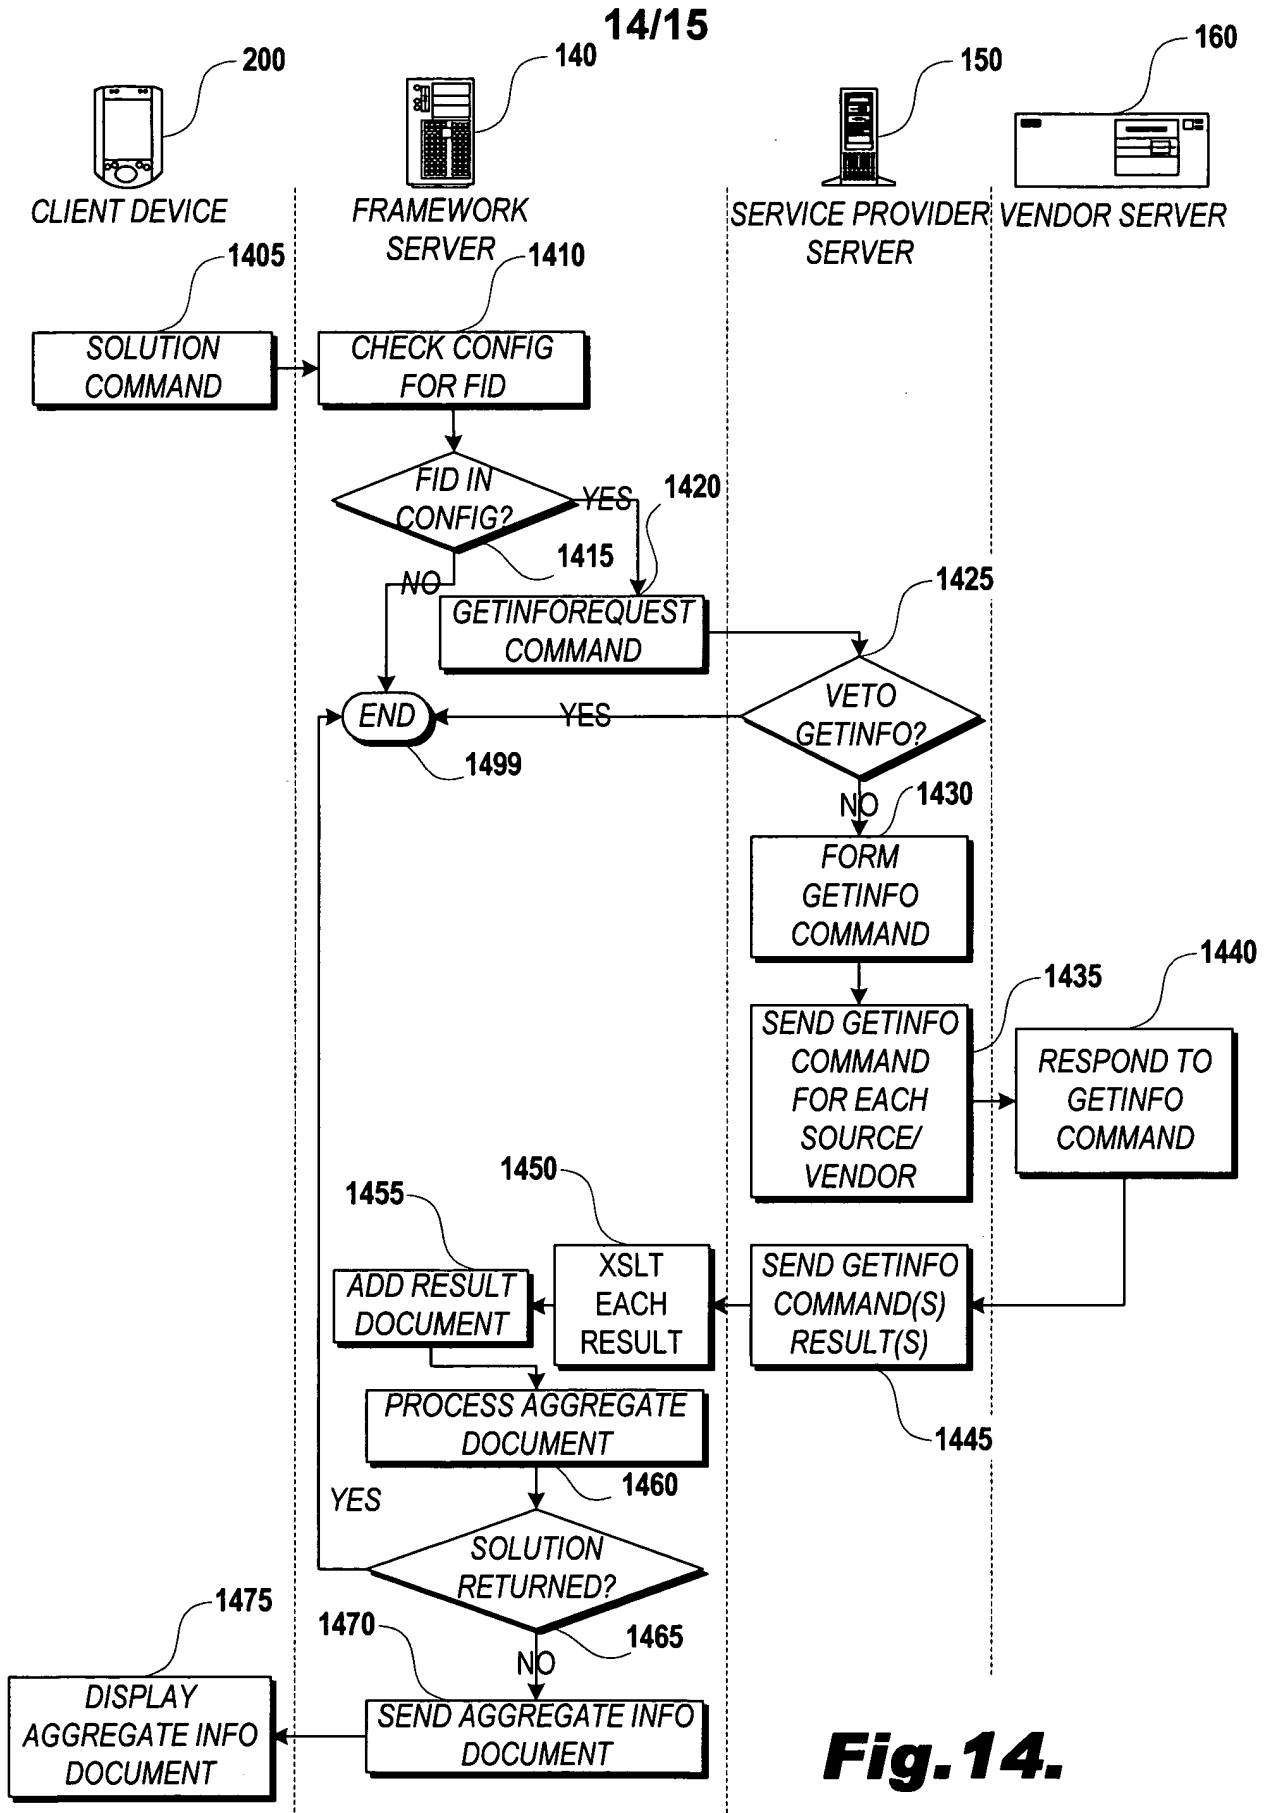 14/15
200
140
150
160
CLIENT DEVICE
FRAMEWORK
SERVER
SERVICE PROVIDER
SERVER
VENDOR SERVER
1405
1410
SOLUTION
COMMAND
CHECK CONFIG
FOR FID
FID IN
CONFIG?
YES
1420
1415
NO
GETINFOREQUEST
COMMAND
1425
VETO
GETINFO?
YES
END
1499
NO
1430
FORM
GETINFO
COMMAND
1435
1440
SEND GETINFO
COMMAND
FOR EACH
SOURCE/
VENDOR
RESPOND TO
GETINFO
COMMAND
1450
1455
ADD RESULT
DOCUMENT
XSLT
EACH
RESULT
SEND GETINFO
COMMAND(S)
RESULT(S)
1445
PROCESS AGGREGATE
DOCUMENT
1460
YES
SOLUTION
RETURNED?
1465
1470
1475
NO
DISPLAY
AGGREGATE INFO
DOCUMENT
SEND AGGREGATE INFO
DOCUMENT
Fig.14.